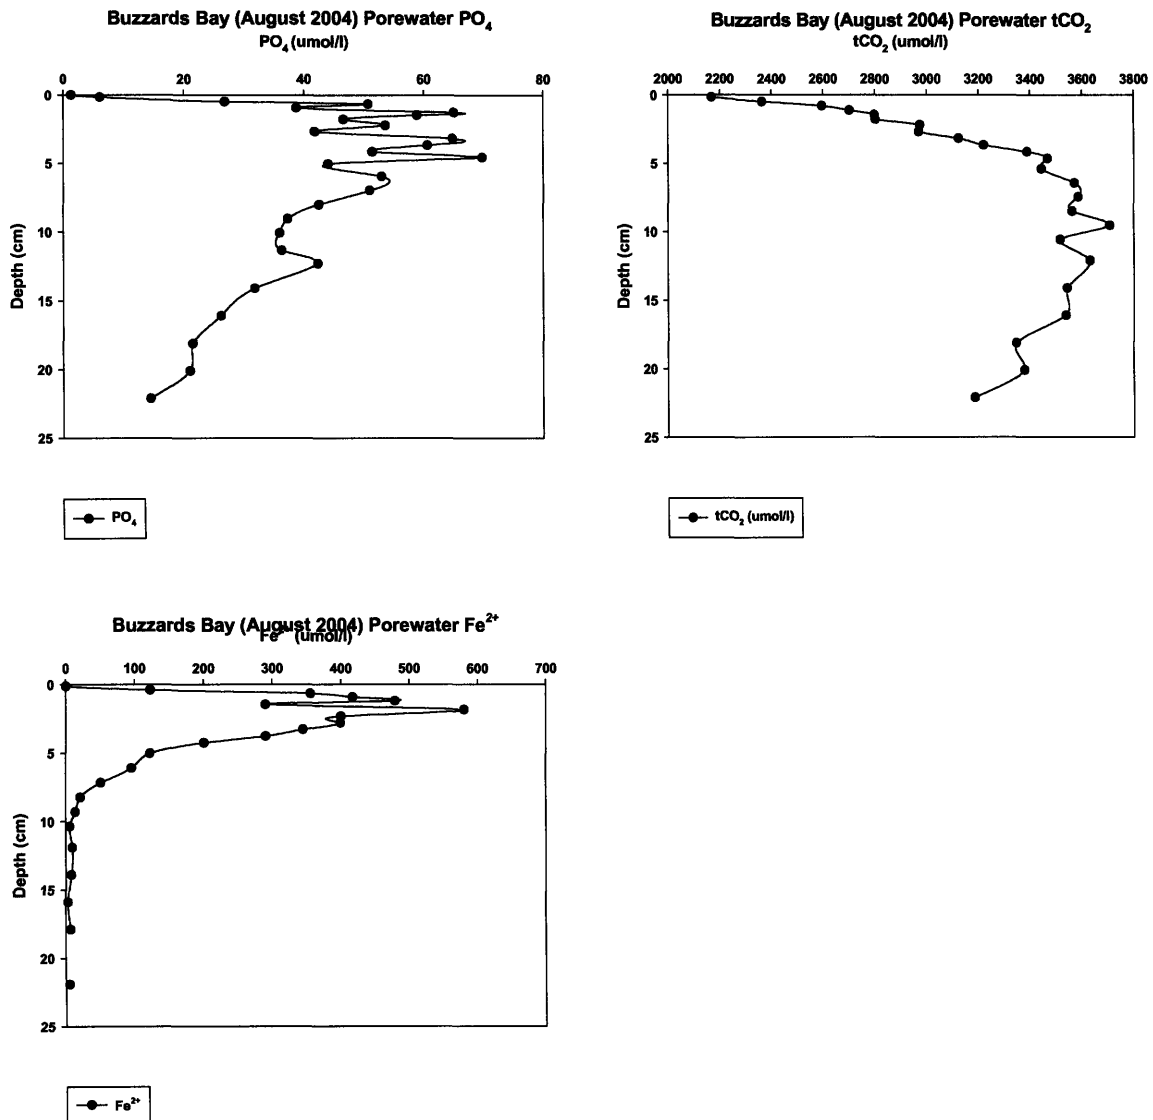 Buzzards Bay (August 2004) Porewater PO₄
PO₄ (umol/l)
0 20 40 60 80
0
5
10
15
20
25
Depth (cm)
PO₄
Buzzards Bay (August 2004) Porewater tCO₂
tCO₂ (umol/l)
2000 2200 2400 2600 2800 3000 3200 3400 3600 3800
0
5
10
15
20
25
Depth (cm)
tCO₂ (umol/l)
Buzzards Bay (August 2004) Porewater Fe²⁺
Fe²⁺ (umol/l)
0 100 200 300 400 500 600 700
0
5
10
15
20
25
Depth (cm)
Fe²⁺